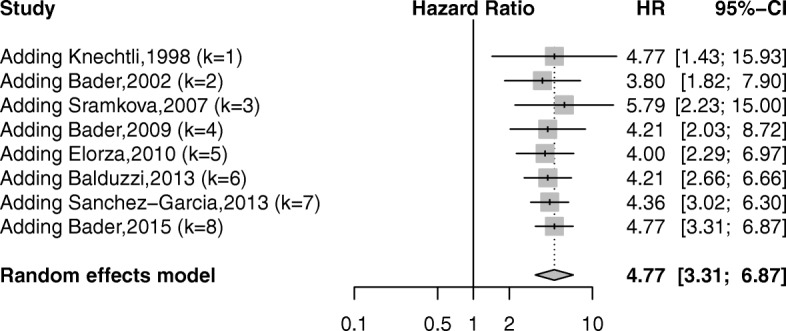 Study Hazard Ratio HR 95%−CI
Adding Knechtli,1998 (k=1) 4.77 [1.43; 15.93]
Adding Bader,2002 (k=2) 3.80 [1.82; 7.90]
Adding Sramkova,2007 (k=3) 5.79 [2.23; 15.00]
Adding Bader,2009 (k=4) 4.21 [2.03; 8.72]
Adding Elorza,2010 (k=5) 4.00 [2.29; 6.97]
Adding Balduzzi,2013 (k=6) 4.21 [2.66; 6.66]
Adding Sanchez−Garcia,2013 (k=7) 4.36 [3.02; 6.30]
Adding Bader,2015 (k=8) 4.77 [3.31; 6.87]
Random effects model 4.77 [3.31; 6.87]
0.1 0.5 1 2 10